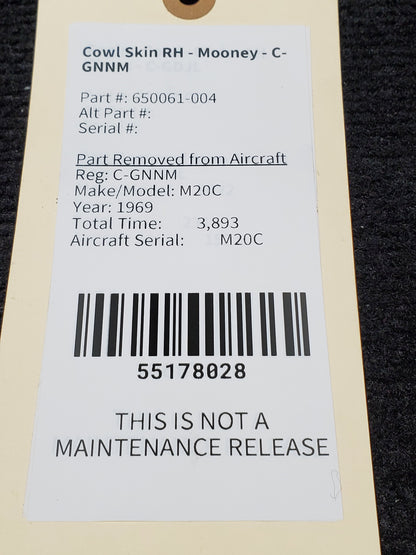 Cowl Skin RH - Mooney - C-
GNNM
Part #: 650061-004
Alt Part #:
Serial #:
Part Removed from Aircraft
Reg: C-GNNM
Make/Model: M20C
Year: 1969
Total Time: 3,893
Aircraft Serial: M20C
55178028
THIS IS NOT A
MAINTENANCE RELEASE